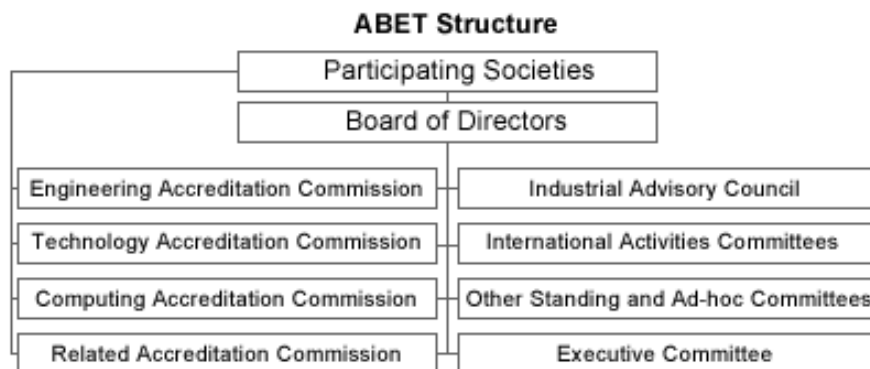 ABET Structure
Participating Societies
Board of Directors
Engineering Accreditation Commission
Industrial Advisory Council
Technology Accreditation Commission
International Activities Committees
Computing Accreditation Commission
Other Standing and Ad-hoc Committees
Related Accreditation Commission
Executive Committee